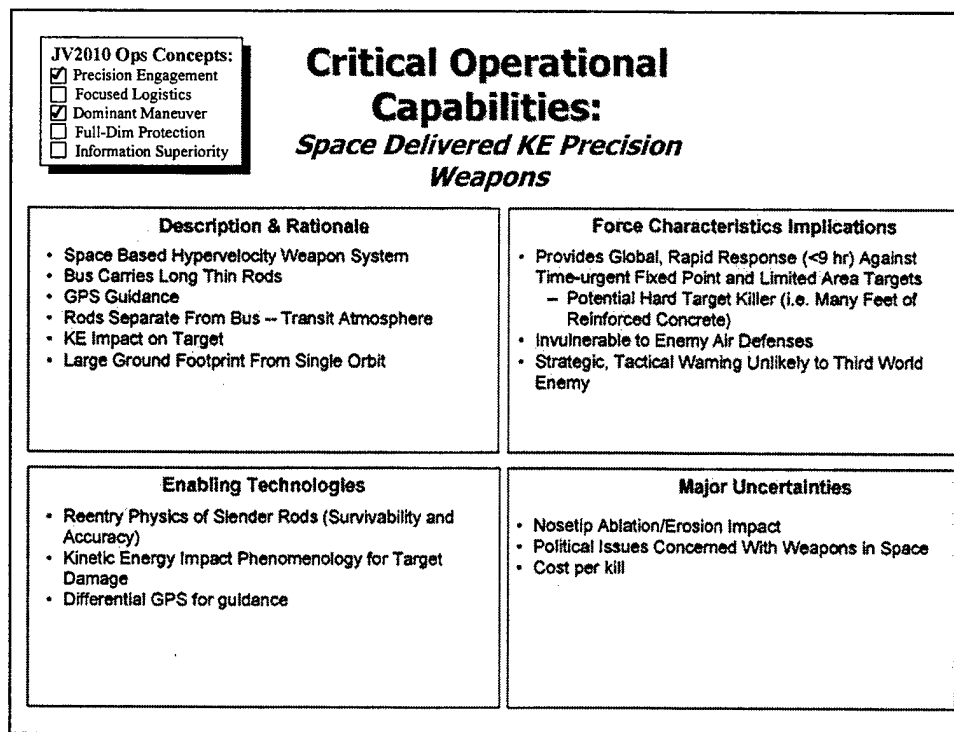 JV2010 Ops Concepts:
☑ Precision Engagement
☐ Focused Logistics
☑ Dominant Maneuver
☐ Full-Dim Protection
☐ Information Superiority
Critical Operational
Capabilities:
Space Delivered KE Precision
Weapons
Description & Rationale
• Space Based Hypervelocity Weapon System
• Bus Carries Long Thin Rods
• GPS Guidance
• Rods Separate From Bus -- Transit Atmosphere
• KE Impact on Target
• Large Ground Footprint From Single Orbit
Force Characteristics Implications
• Provides Global, Rapid Response (<9 hr) Against
Time-urgent Fixed Point and Limited Area Targets
– Potential Hard Target Killer (i.e. Many Feet of
Reinforced Concrete)
• Invulnerable to Enemy Air Defenses
• Strategic, Tactical Warning Unlikely to Third World
Enemy
Enabling Technologies
• Reentry Physics of Slender Rods (Survivability and
Accuracy)
• Kinetic Energy Impact Phenomenology for Target
Damage
• Differential GPS for guidance
Major Uncertainties
• Nosetip Ablation/Erosion Impact
• Political Issues Concerned With Weapons in Space
• Cost per kill